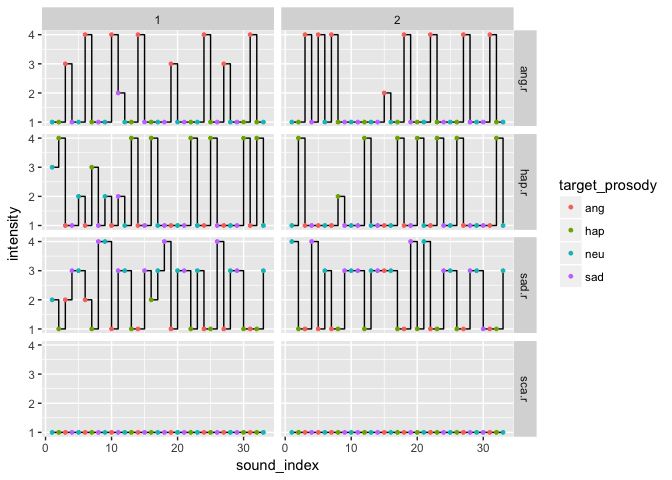 1 2
4
3
2
1
ang.r
4
3
2
1
hap.r
4
3
2
1
sad.r
4
3
2
1
sca.r
0 10 20 30 0 10 20 30
sound_index
intensity
target_prosody
ang
hap
neu
sad